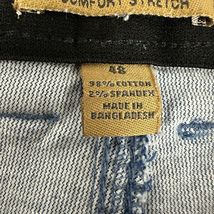 COMFORT STRETCH
48
98% COTTON
2% SPANDEX
MADE IN
BANGLADESH